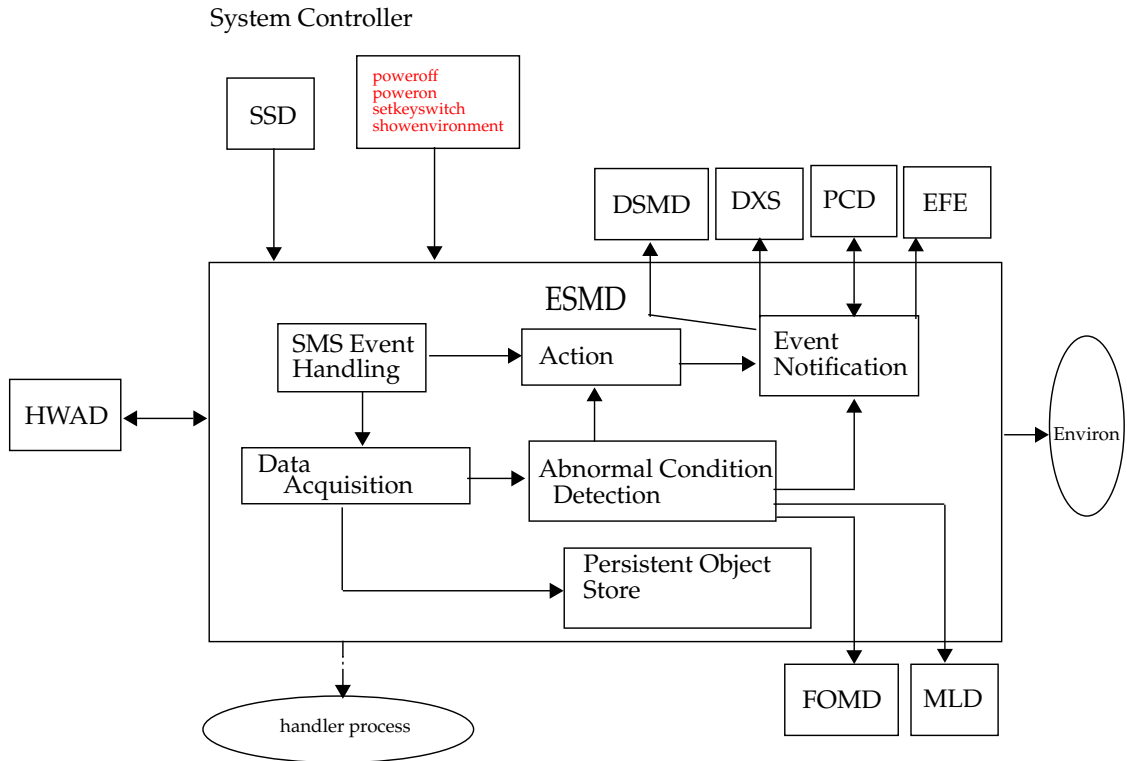 System Controller
SSD
poweroff
poweron
setkeyswitch
showenvironment
DSMD
DXS
PCD
EFE
ESMD
SMS Event
Handling
Action
Event
Notification
HWAD
Environ
Data
Acquisition
Abnormal Condition
Detection
Persistent Object
Store
FOMD
MLD
handler process